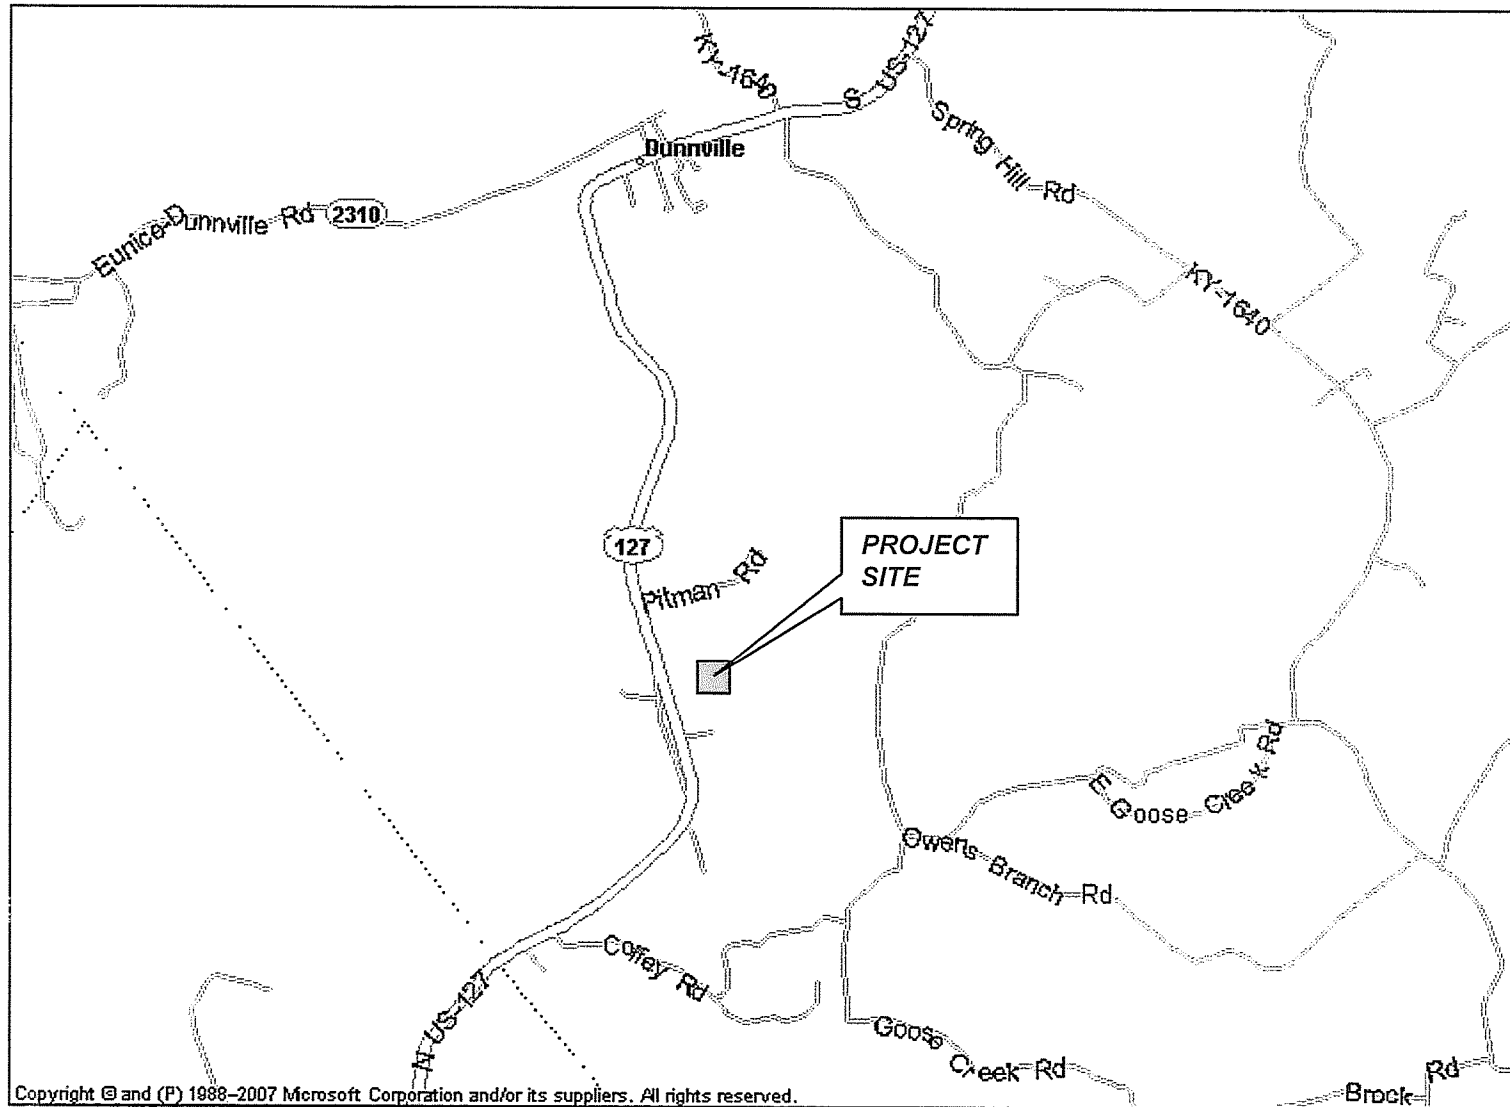 KY-1640
S US-127
Spring Hill Rd
Dunnville
Eunice-Dunnville Rd
2310
KY-1640
127
Pitman Rd
PROJECT
SITE
E Goose Creek Rd
Owens Branch Rd
Coffey Rd
N US-127
Goose Creek Rd
Brock Rd
Copyright © and (P) 1988–2007 Microsoft Corporation and/or its suppliers. All rights reserved.